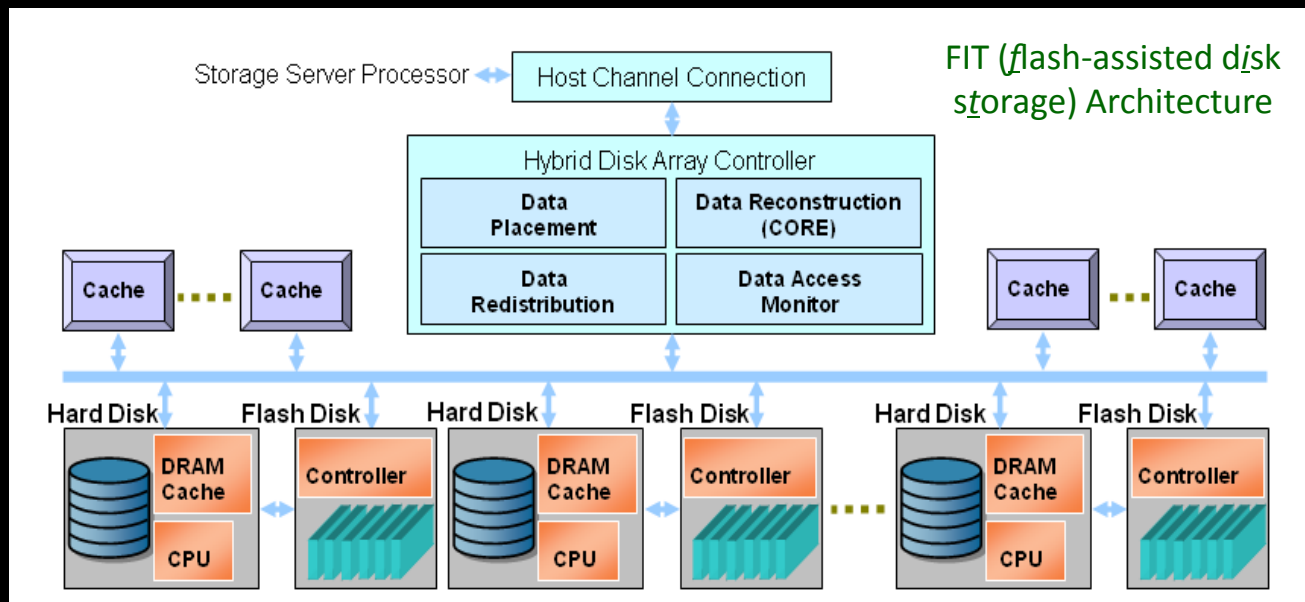 FIT (flash-assisted disk
storage) Architecture
Storage Server Processor
Host Channel Connection
Hybrid Disk Array Controller
Data
Placement
Data Reconstruction
(CORE)
Data
Redistribution
Data Access
Monitor
Cache
Cache
Cache
Cache
Hard Disk
Flash Disk
Hard Disk
Flash Disk
Hard Disk
Flash Disk
DRAM
Cache
CPU
Controller
DRAM
Cache
CPU
Controller
DRAM
Cache
CPU
Controller